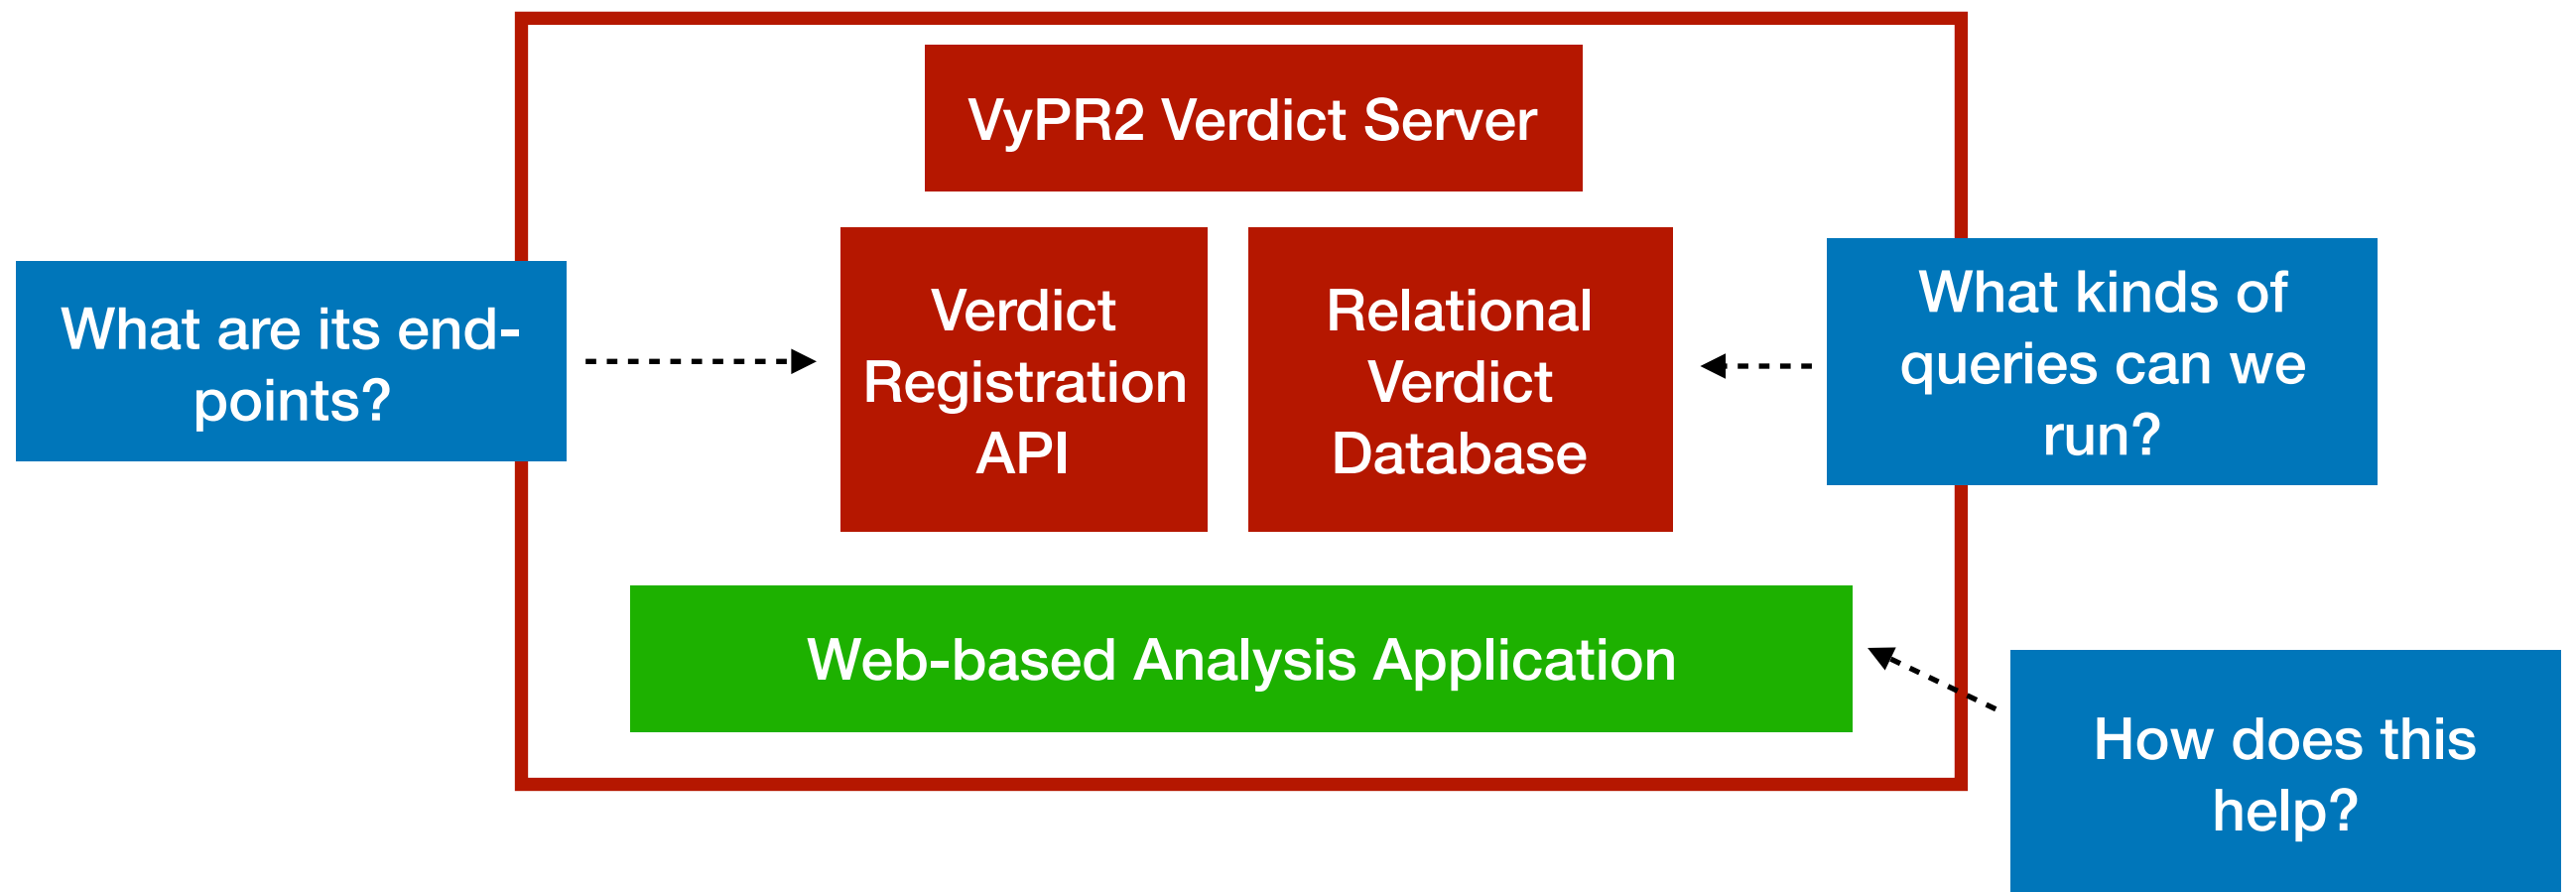 VyPR2 Verdict Server
What are its end-
points?
Verdict
Registration
API
Relational
Verdict
Database
What kinds of
queries can we
run?
Web-based Analysis Application
How does this
help?